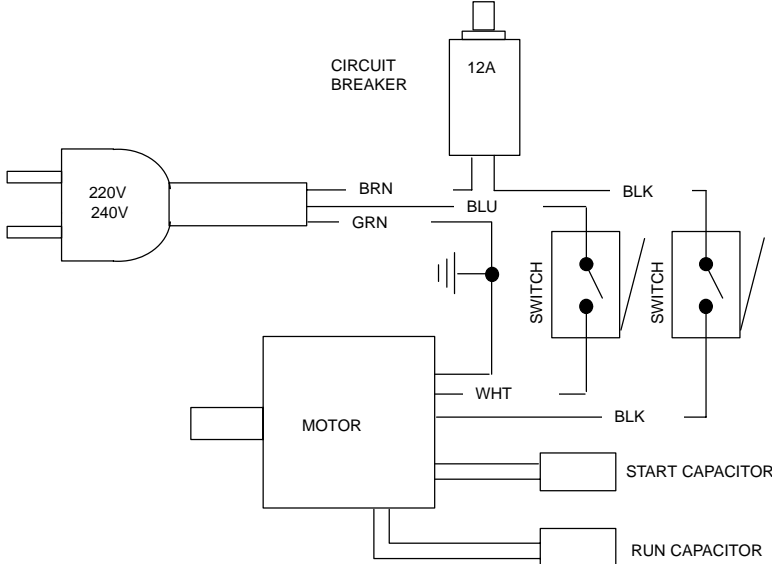 CIRCUIT
BREAKER
12A
220V
240V
BRN
BLU
GRN
BLK
SWITCH
SWITCH
WHT
BLK
MOTOR
START CAPACITOR
RUN CAPACITOR